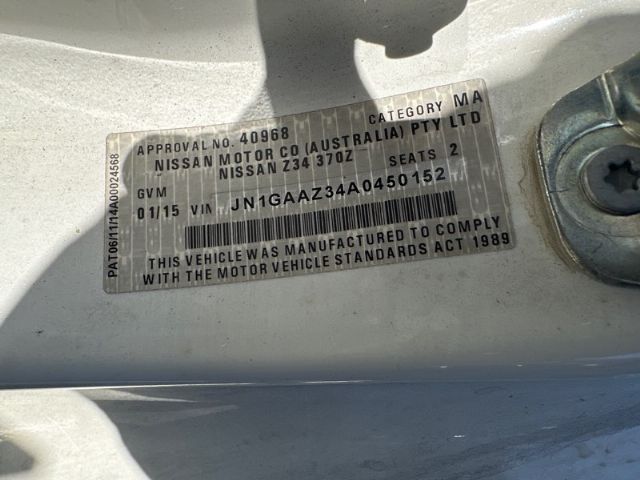 APPROVAL NO. 40968 CATEGORY MA
NISSAN MOTOR CO (AUSTRALIA) PTY LTD
NISSAN Z34 370Z
GVM SEATS 2
01/15 VIN JN1GAAZ34A0450152
THIS VEHICLE WAS MANUFACTURED TO COMPLY
WITH THE MOTOR VEHICLE STANDARDS ACT 1989
PAT06/11/14A00024568